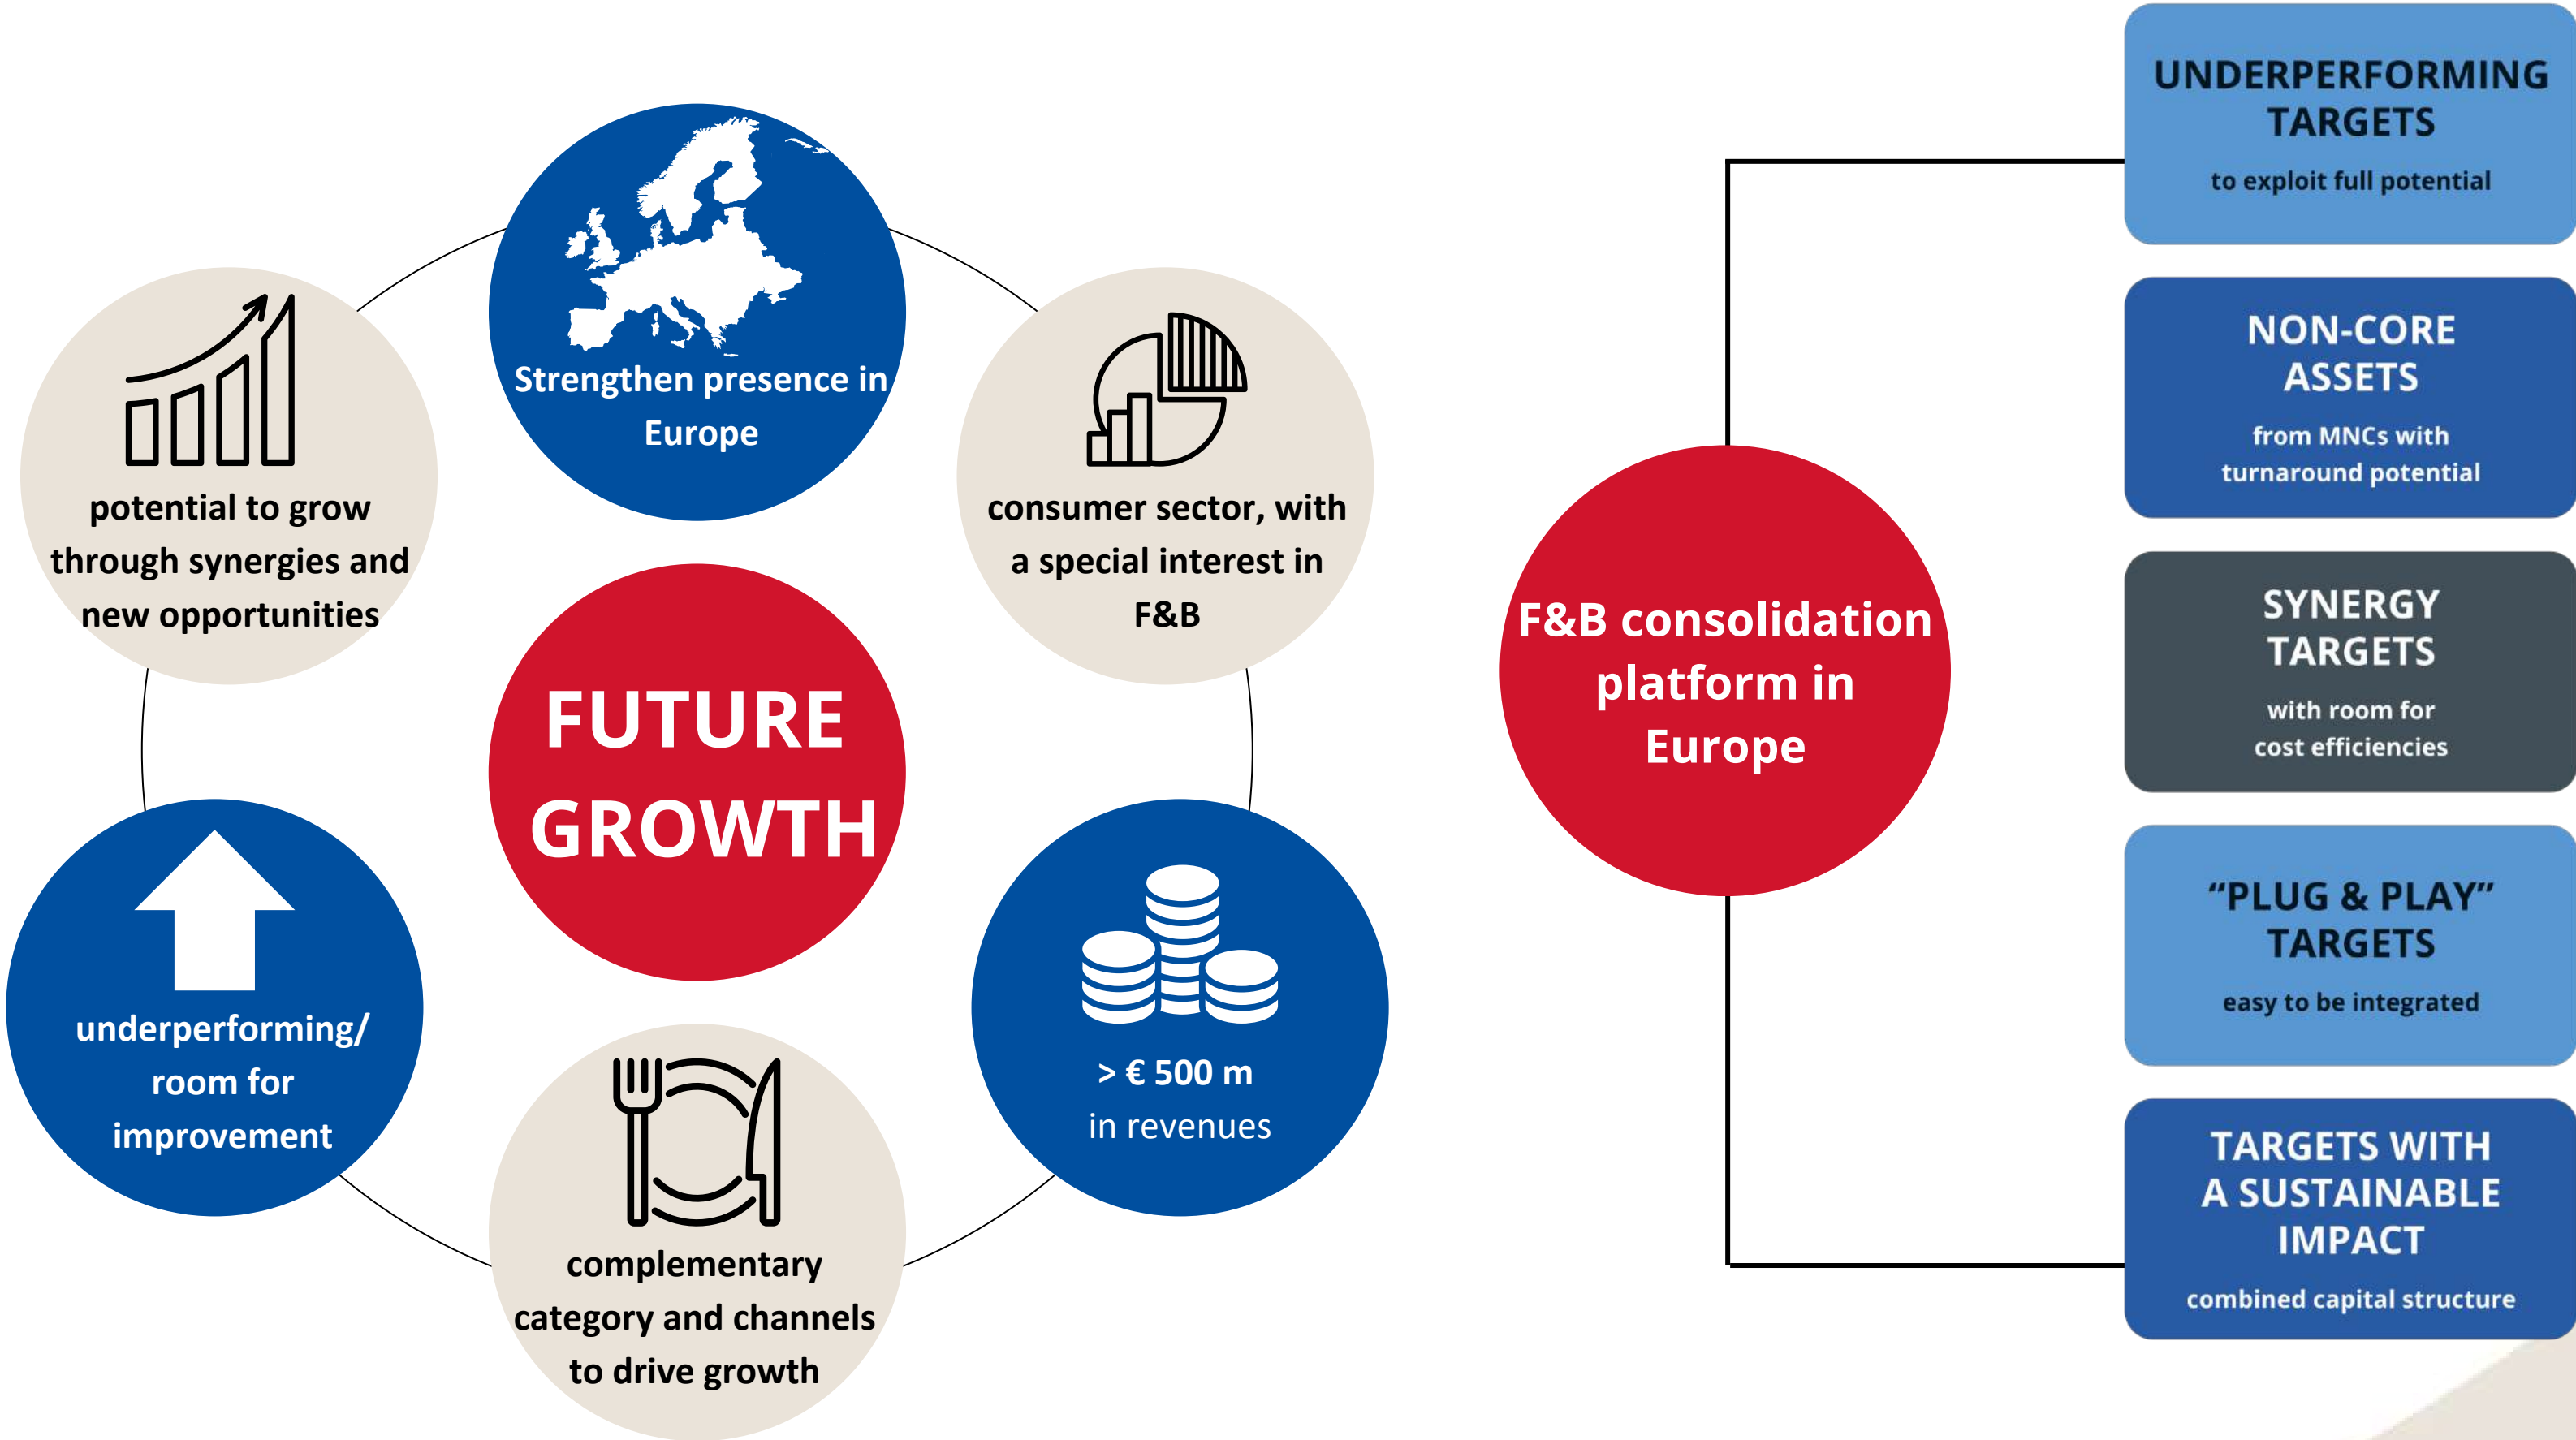 Strengthen presence in
Europe
consumer sector, with
a special interest in
F&B
> € 500 m
in revenues
complementary
category and channels
to drive growth
underperforming/
room for
improvement
potential to grow
through synergies and
new opportunities
FUTURE
GROWTH
F&B consolidation
platform in
Europe
UNDERPERFORMING
TARGETS
to exploit full potential
NON-CORE
ASSETS
from MNCs with
turnaround potential
SYNERGY
TARGETS
with room for
cost efficiencies
“PLUG & PLAY”
TARGETS
easy to be integrated
TARGETS WITH
A SUSTAINABLE
IMPACT
combined capital structure